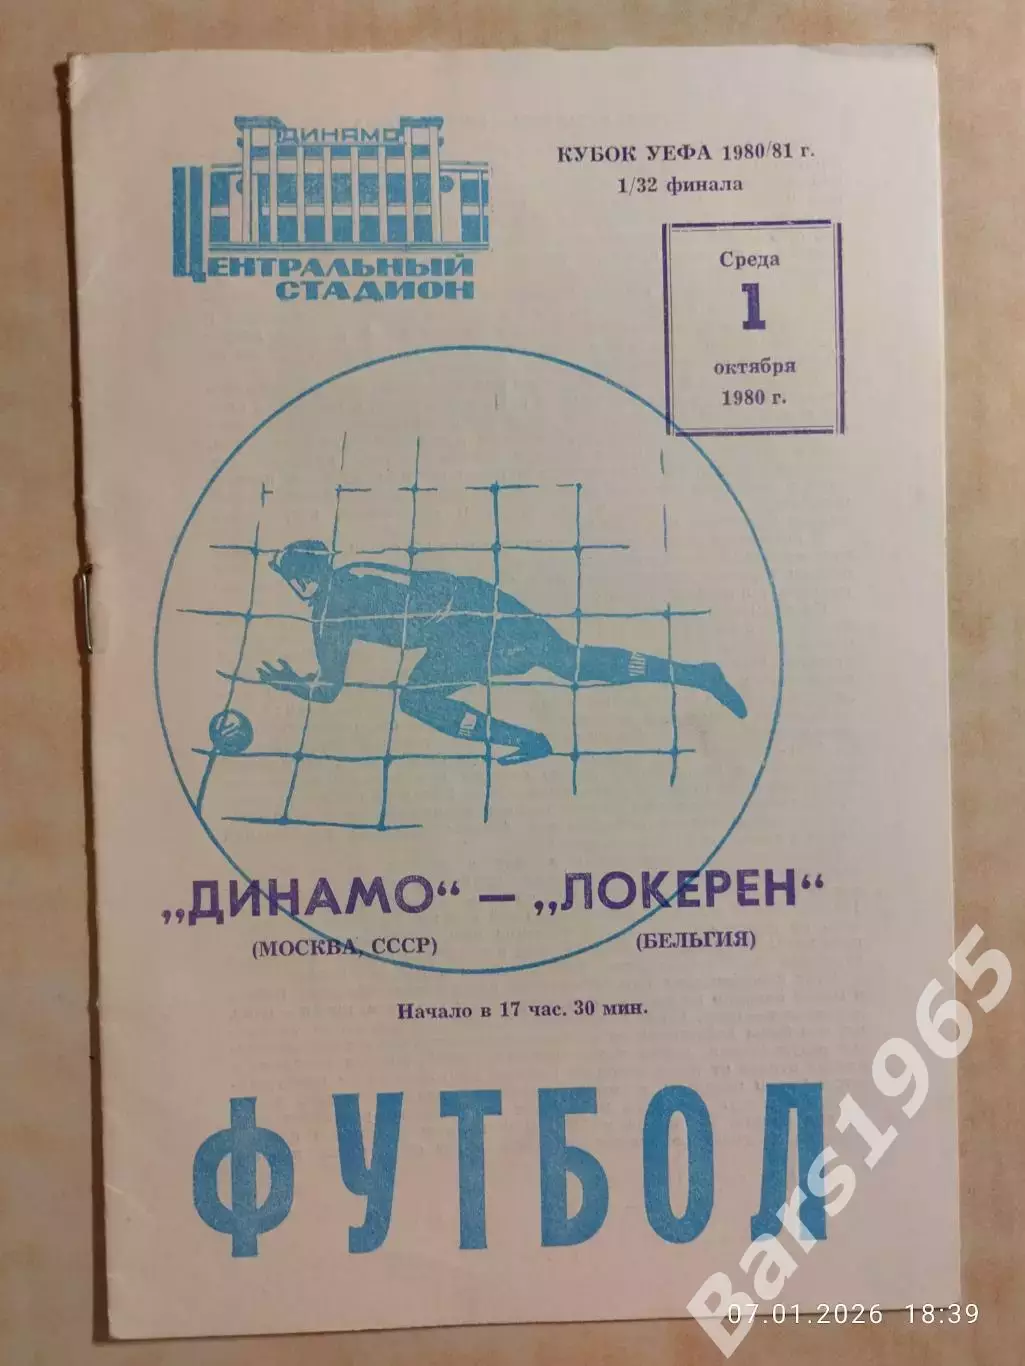 ДИНАМО
ЦЕНТРАЛЬНЫЙ
СТАДИОН
КУБОК УЕФА 1980/81 г.
1/32 финала
Среда
1
октября
1980 г.
„ДИНАМО“ — „ЛОКЕРЕН“
(МОСКВА, СССР) (БЕЛЬГИЯ)
Начало в 17 час. 30 мин.
ФУТБОЛ
Bars1965
07.01.2026 18:39